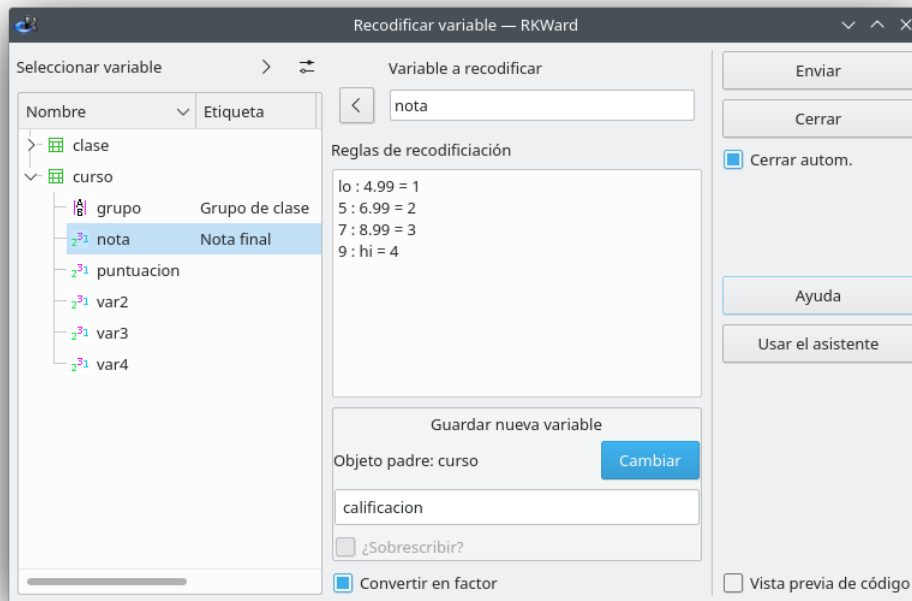 Recodificar variable — RKWard
Seleccionar variable
Nombre
Etiqueta
clase
curso
grupo
Grupo de clase
nota
Nota final
puntuacion
var2
var3
var4
Variable a recodificar
nota
Reglas de recodificiación
lo : 4.99 = 1
5 : 6.99 = 2
7 : 8.99 = 3
9 : hi = 4
Guardar nueva variable
Objeto padre: curso
Cambiar
calificacion
¿Sobrescribir?
Convertir en factor
Enviar
Cerrar
Cerrar autom.
Ayuda
Usar el asistente
Vista previa de código